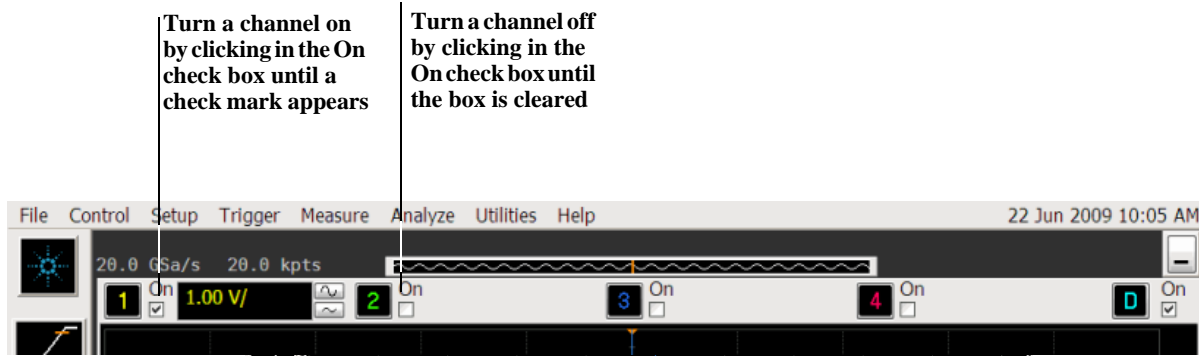 Turn a channel on
by clicking in the On
check box until a
check mark appears
Turn a channel off
by clicking in the
On check box until
the box is cleared
File Control Setup Trigger Measure Analyze Utilities Help 22 Jun 2009 10:05 AM
20.0 GSa/s 20.0 kpts
1 On 1.00 V/ 2 On 3 On 4 On D On